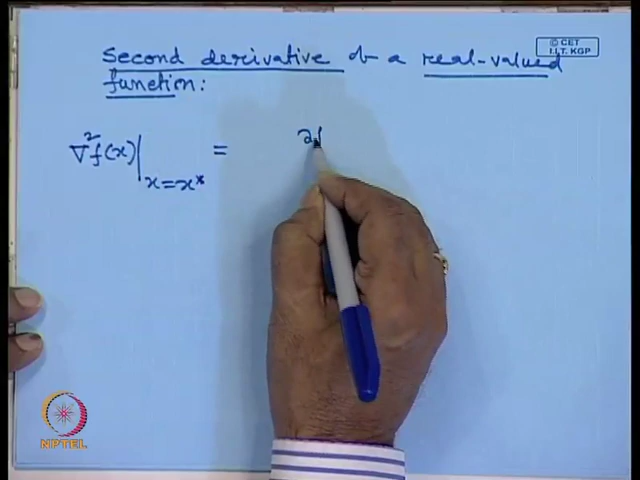 Second derivative of a real-valued
function:
© CET
I.I.T. KGP
∇²f(x)|ₓ₌ₓ* = ∂f
NPTEL